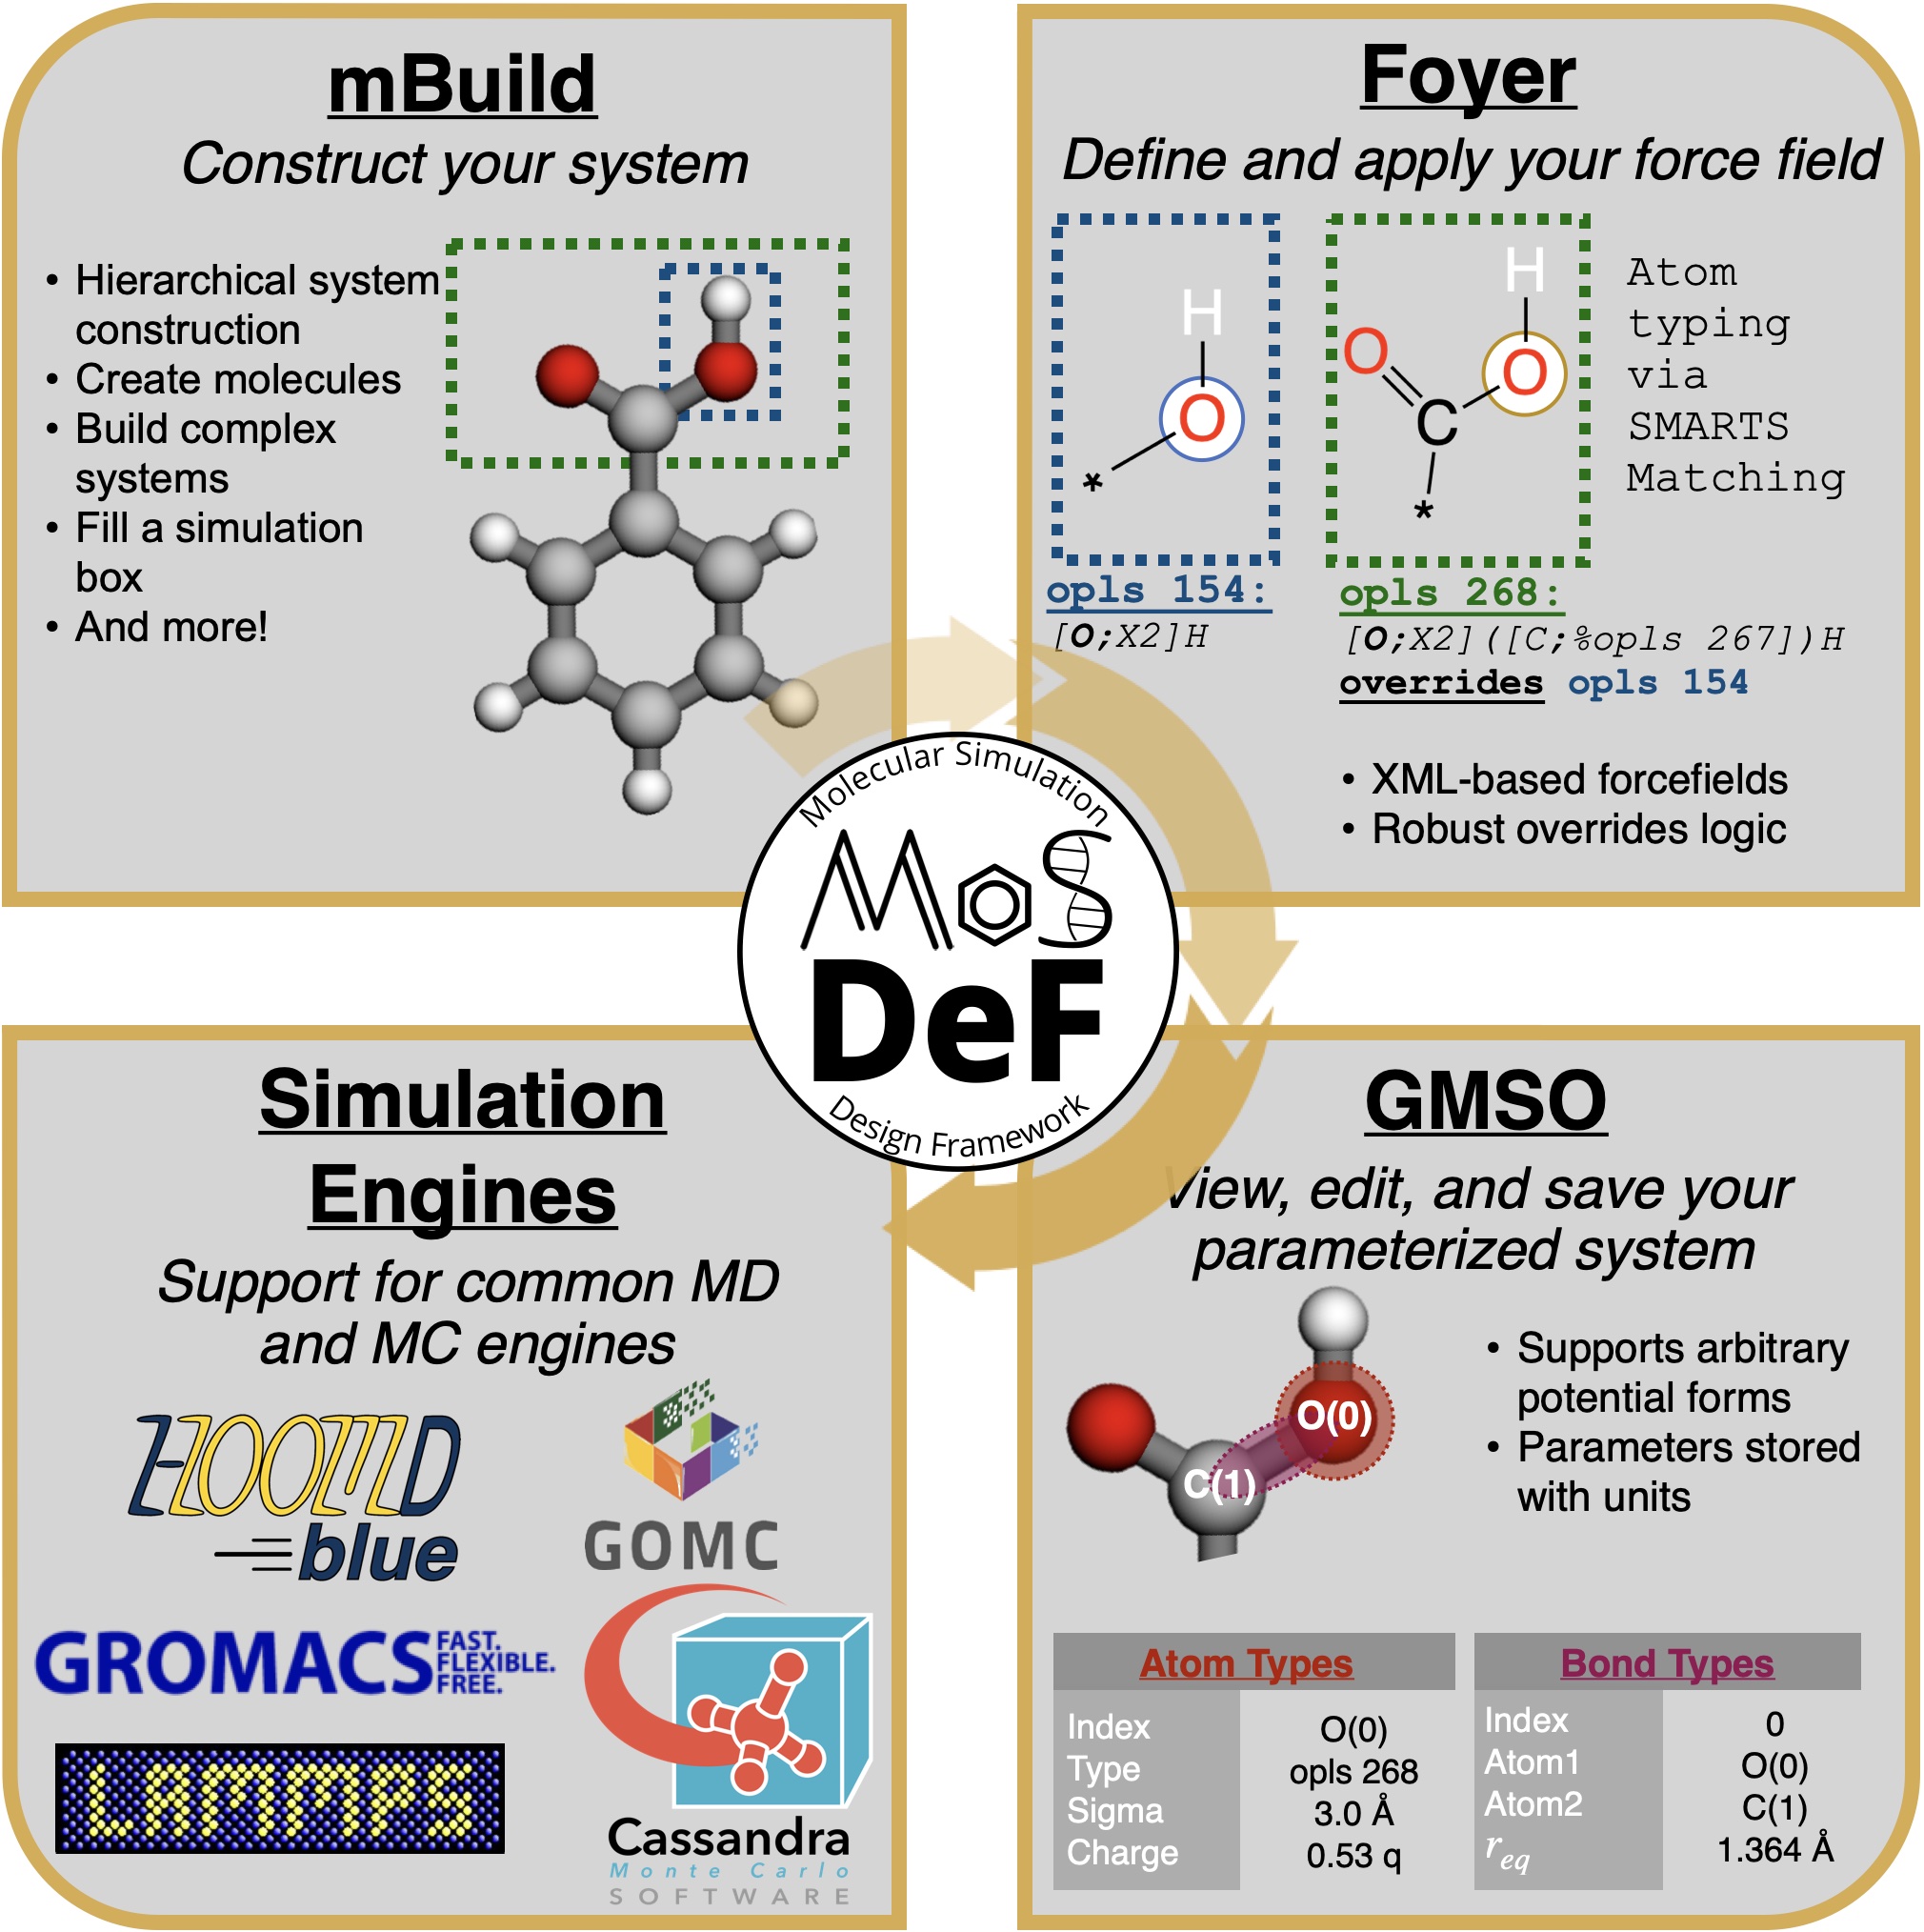 mBuild
Construct your system
• Hierarchical system
construction
• Create molecules
• Build complex
systems
• Fill a simulation
box
• And more!
Foyer
Define and apply your force field
H
O
*
H
O
O
C
*
Atom
typing
via
SMARTS
Matching
opls 154:
[O;X2]H
opls 268:
[O;X2]([C;%opls 267])H
overrides opls 154
• XML-based forcefields
• Robust overrides logic
Molecular Simulation
MoS
DeF
Design Framework
Simulation
Engines
Support for common MD
and MC engines
HOOMD
blue
GOMC
GROMACS
FAST.
FLEXIBLE.
FREE.
LAMMPS
Cassandra
Monte Carlo
SOFTWARE
GMSO
View, edit, and save your
parameterized system
O(0)
C(1)
• Supports arbitrary
potential forms
• Parameters stored
with units
Atom Types
Index O(0)
Type opls 268
Sigma 3.0 Å
Charge 0.53 q
Bond Types
Index 0
Atom1 O(0)
Atom2 C(1)
req 1.364 Å